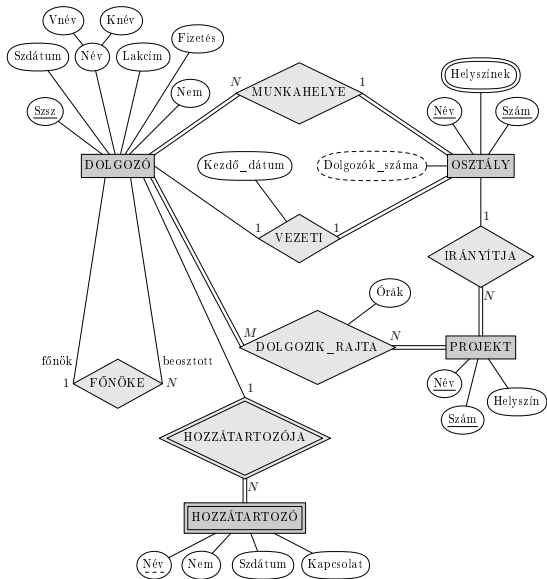 Vnév Knév
Fizetés
Szdátum Név Lakcím
Helyszínek
Nem
N MUNKAHELYE 1
Szsz
Név Szám
DOLGOZÓ Kezdő_dátum Dolgozók_száma OSZTÁLY
1 VEZETI 1
1
IRÁNYÍTJA
Órák
N
M DOLGOZIK_RAJTA N PROJEKT
főnök beosztott
1 FŐNÖKE N
Név
Helyszín
Szám
1
HOZZÁTARTOZÓJA
N
HOZZÁTARTOZÓ
Név Nem Szdátum Kapcsolat